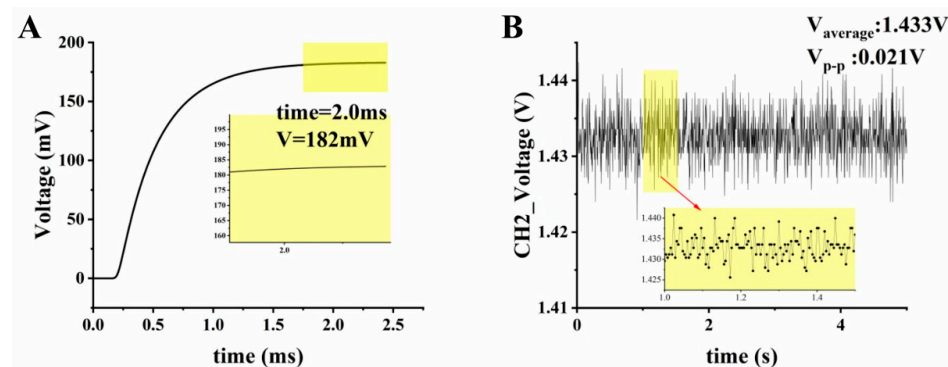 A
200
150
100
50
0
Voltage (mV)
0.0 0.5 1.0 1.5 2.0 2.5
time (ms)
time=2.0ms
V=182mV
195
190
185
180
175
170
165
160
2.0
B
Vaverage:1.433V
Vp-p :0.021V
1.44
1.43
1.42
1.41
CH2_Voltage (V)
0 2 4
time (s)
1.440
1.435
1.430
1.425
1.0 1.2 1.4